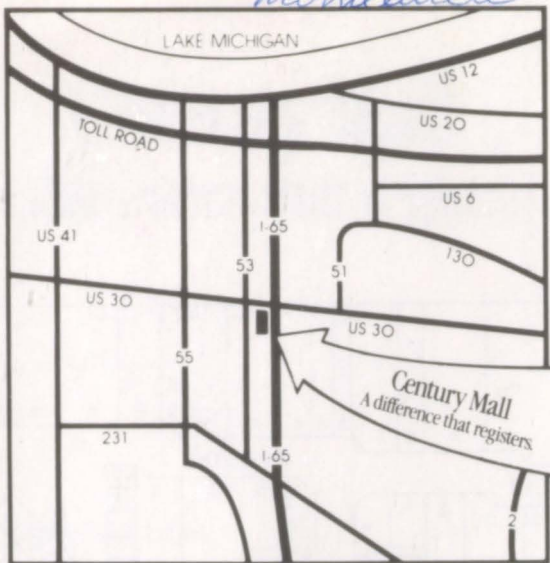 LAKE MICHIGAN
US 12
US 20
TOLL ROAD
US 6
I-65
US 41
53
51
130
US 30
US 30
55
Century Mall
A difference that registers.
231
I-65
2